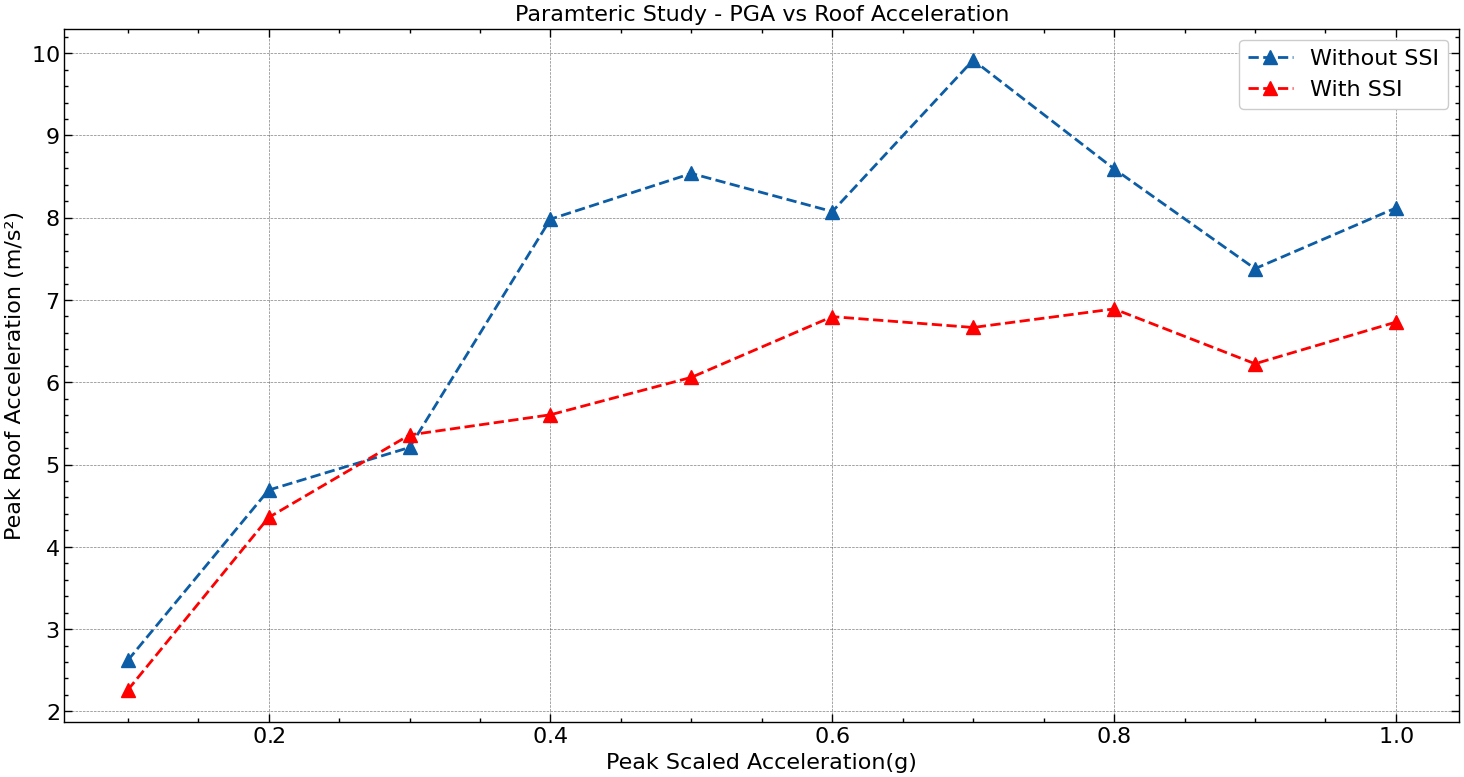 Paramteric Study - PGA vs Roof Acceleration
Without SSI
With SSI
Peak Roof Acceleration (m/s²)
10
9
8
7
6
5
4
3
2
0.2
0.4
0.6
0.8
1.0
Peak Scaled Acceleration(g)